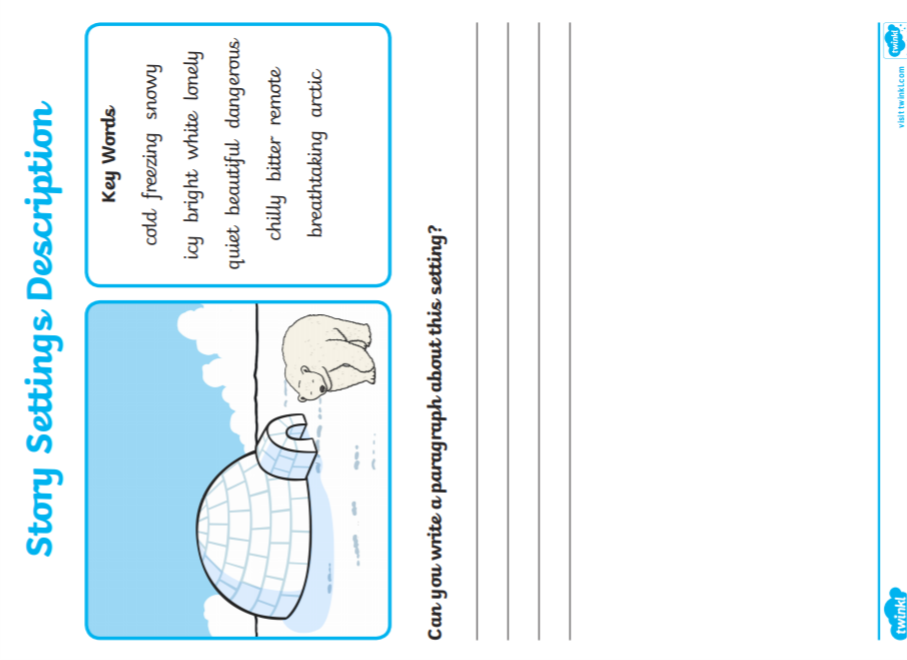 Story Settings Description
Key Words
cold freezing snowy
icy bright white lonely
quiet beautiful dangerous
chilly bitter remote
breathtaking arctic
Can you write a paragraph about this setting?
twinkl
visit twinkl.com
twinkl